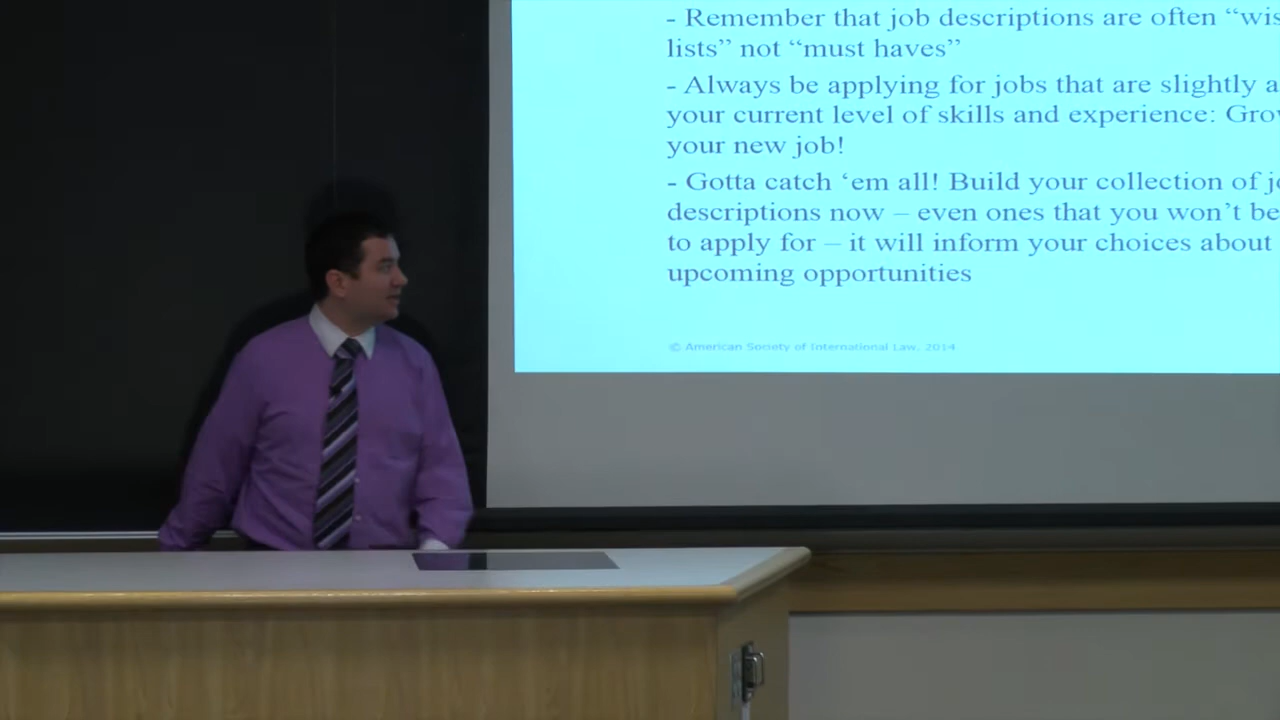 - Remember that job descriptions are often “wis
lists” not “must haves”
- Always be applying for jobs that are slightly a
your current level of skills and experience: Gro
your new job!
- Gotta catch ‘em all! Build your collection of j
descriptions now – even ones that you won’t be
to apply for – it will inform your choices about
upcoming opportunities
© American Society of International Law, 2014